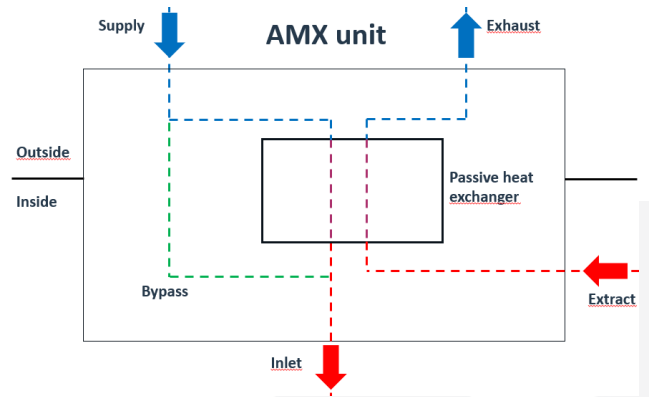 Supply
AMX unit
Exhaust
Outside
Inside
Passive heat
exchanger
Bypass
Extract
Inlet